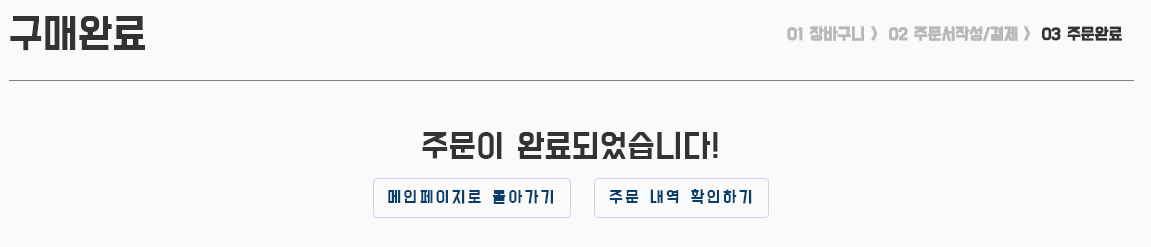 구매완료
01 장바구니 》 02 주문서작성/결제 》 03 주문완료
주문이 완료되었습니다!
메인페이지로 돌아가기
주문 내역 확인하기